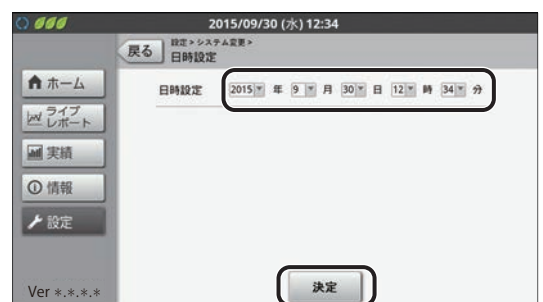 2015/09/30 (水) 12:34
戻る
設定>システム変更>
日時設定
ホーム
ライブ
レポート
実績
情報
設定
日時設定 2015 年 9 月 30 日 12 時 34 分
決定
Ver *.*.*.*